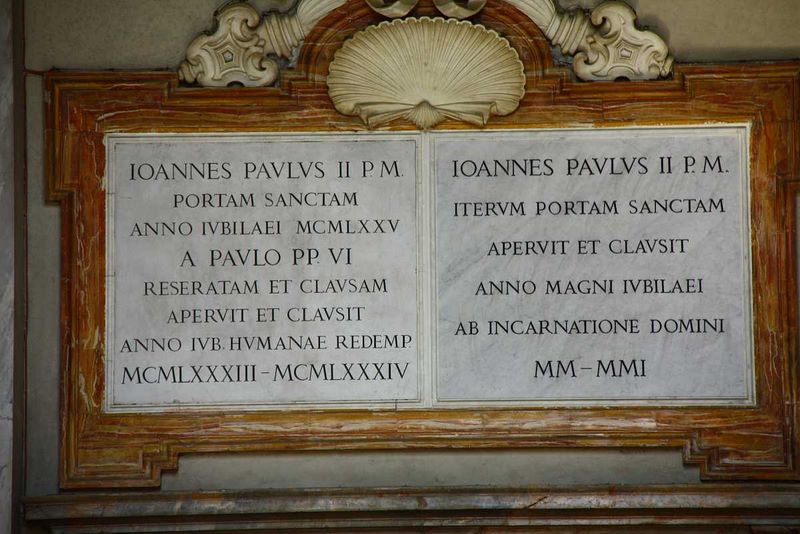 IOANNES PAVLVS II P. M.
PORTAM SANCTAM
ANNO IVBILAEI MCMLXXV
A PAVLO PP. VI
RESERATAM ET CLAVSAM
APERVIT ET CLAVSIT
ANNO IVB. HVMANAE REDEMP.
MCMLXXXIII – MCMLXXXIV
IOANNES PAVLVS II P. M.
ITERVM PORTAM SANCTAM
APERVIT ET CLAVSIT
ANNO MAGNI IVBILAEI
AB INCARNATIONE DOMINI
MM – MMI